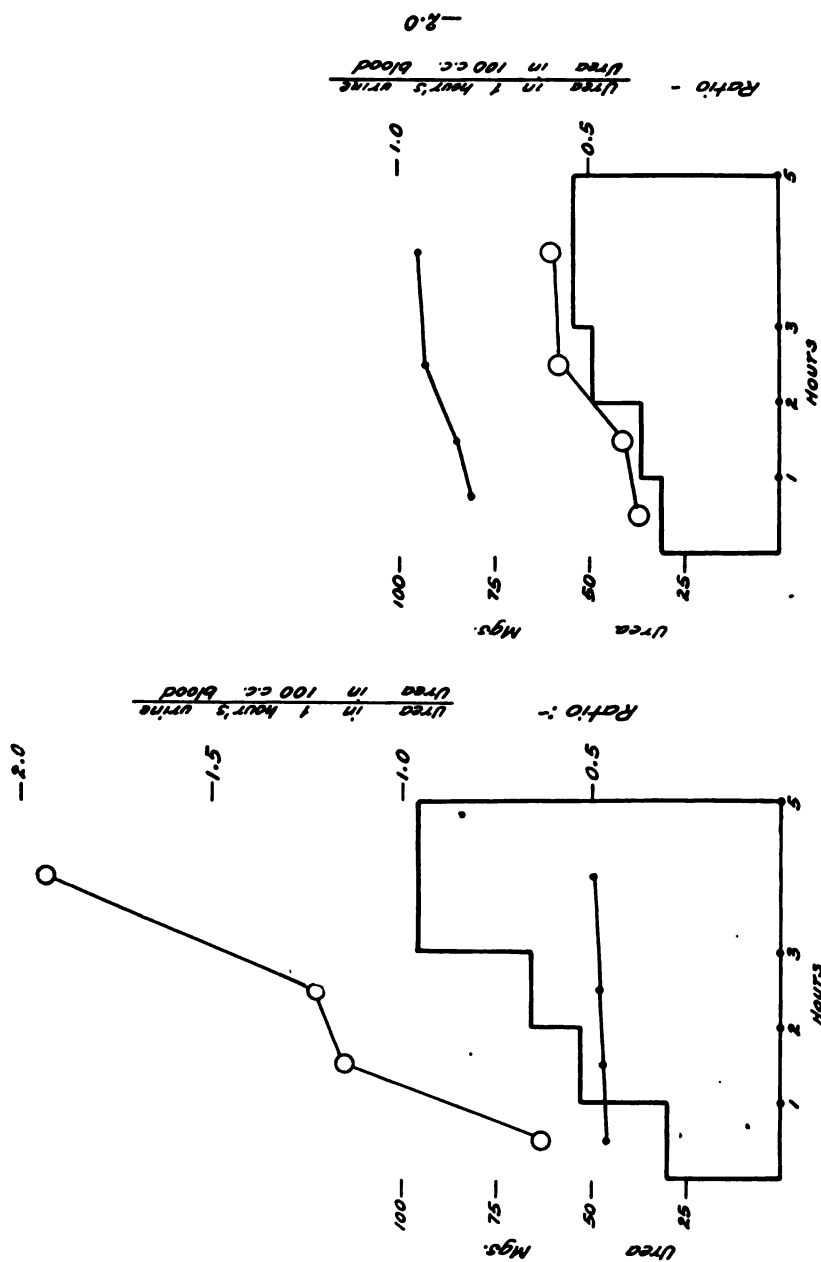 Mgs.
Urea
100—
75—
50—
25—
1
2
3
5
Hours
Ratio :-
Urea in 1 hour's urine
Urea in 100 c.c. blood
—2.0
—1.5
—1.0
—0.5
Mgs.
Urea
100—
75—
50—
25—
1
2
3
5
Hours
Ratio -
Urea in 1 hour's urine
Urea in 100 c.c. blood
—2.0
—1.0
—0.5